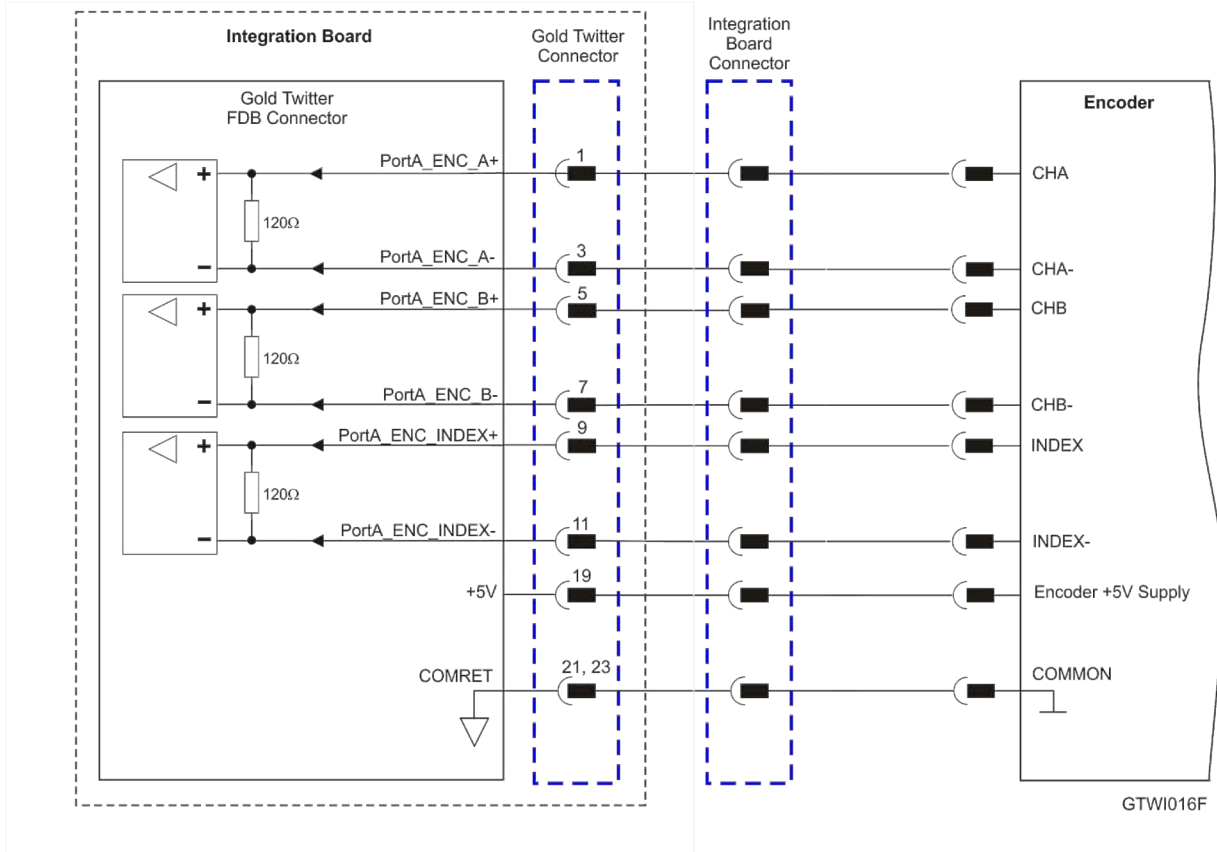 Integration Board
Gold Twitter
Connector
Integration
Board
Connector
Gold Twitter
FDB Connector
Encoder
PortA_ENC_A+
1
+
CHA
120Ω
PortA_ENC_A-
3
−
CHA-
PortA_ENC_B+
5
+
CHB
120Ω
PortA_ENC_B-
7
−
CHB-
PortA_ENC_INDEX+
9
+
INDEX
120Ω
PortA_ENC_INDEX-
11
−
INDEX-
+5V
19
Encoder +5V Supply
COMRET
21, 23
COMMON
GTWI016F